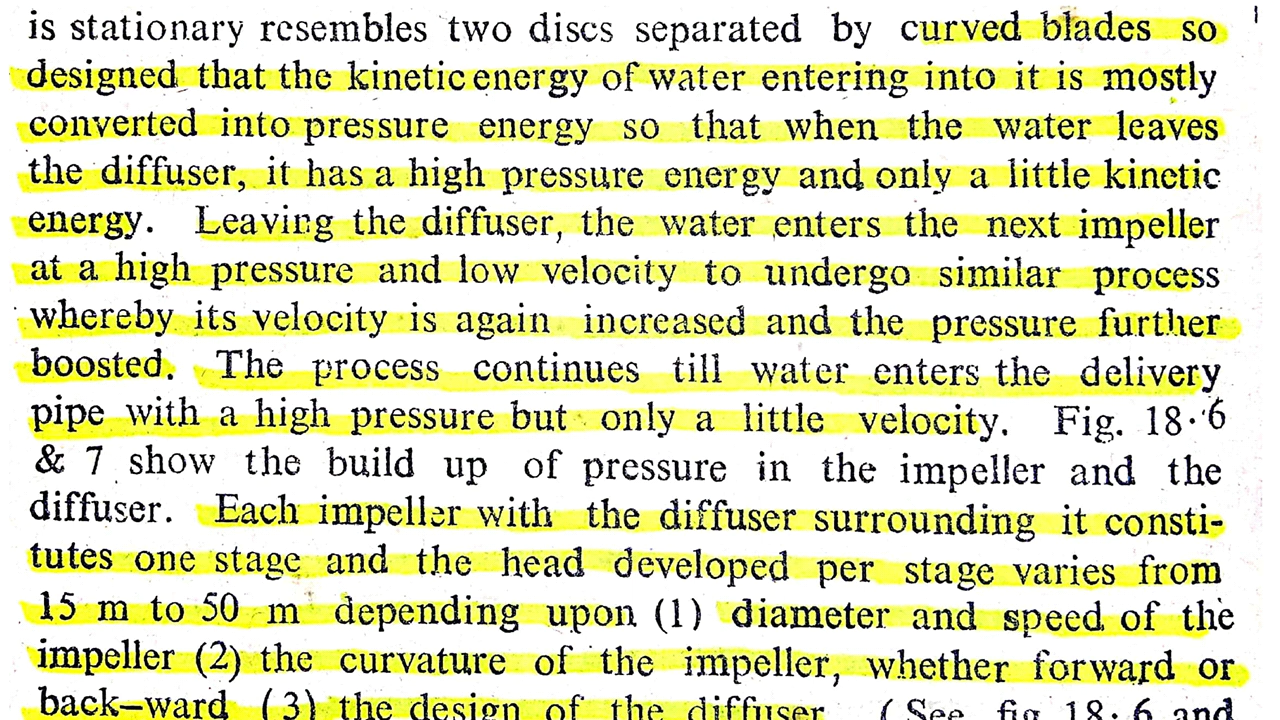 is stationary resembles two discs separated by curved blades so
designed that the kinetic energy of water entering into it is mostly
converted into pressure energy so that when the water leaves
the diffuser, it has a high pressure energy and only a little kinetic
energy. Leaving the diffuser, the water enters the next impeller
at a high pressure and low velocity to undergo similar process
whereby its velocity is again increased and the pressure further
boosted. The process continues till water enters the delivery
pipe with a high pressure but only a little velocity. Fig. 18·6
& 7 show the build up of pressure in the impeller and the
diffuser. Each impeller with the diffuser surrounding it consti-
tutes one stage and the head developed per stage varies from
15 m to 50 m depending upon (1) diameter and speed of the
impeller (2) the curvature of the impeller, whether forward or
back–ward (3) the design of the diffuser (See fig 18·6 and